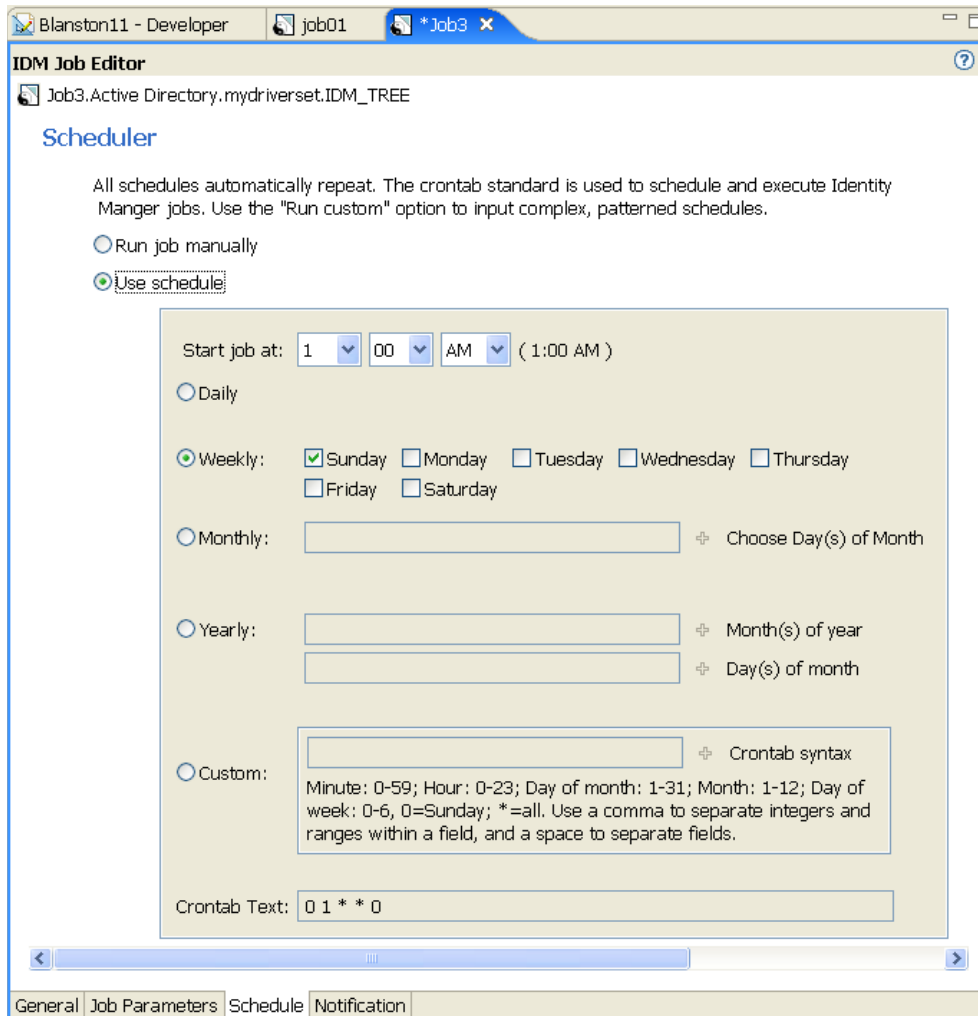 Blanston11 - Developer job01 *Job3
IDM Job Editor
Job3.Active Directory.mydriverset.IDM_TREE
Scheduler
All schedules automatically repeat. The crontab standard is used to schedule and execute Identity
Manger jobs. Use the "Run custom" option to input complex, patterned schedules.
Run job manually
Use schedule
Start job at: 1 00 AM ( 1:00 AM )
Daily
Weekly: Sunday Monday Tuesday Wednesday Thursday
Friday Saturday
Monthly: Choose Day(s) of Month
Yearly: Month(s) of year
Day(s) of month
Crontab syntax
Custom:
Minute: 0-59; Hour: 0-23; Day of month: 1-31; Month: 1-12; Day of
week: 0-6, 0=Sunday; *=all. Use a comma to separate integers and
ranges within a field, and a space to separate fields.
Crontab Text: 0 1 * * 0
General Job Parameters Schedule Notification